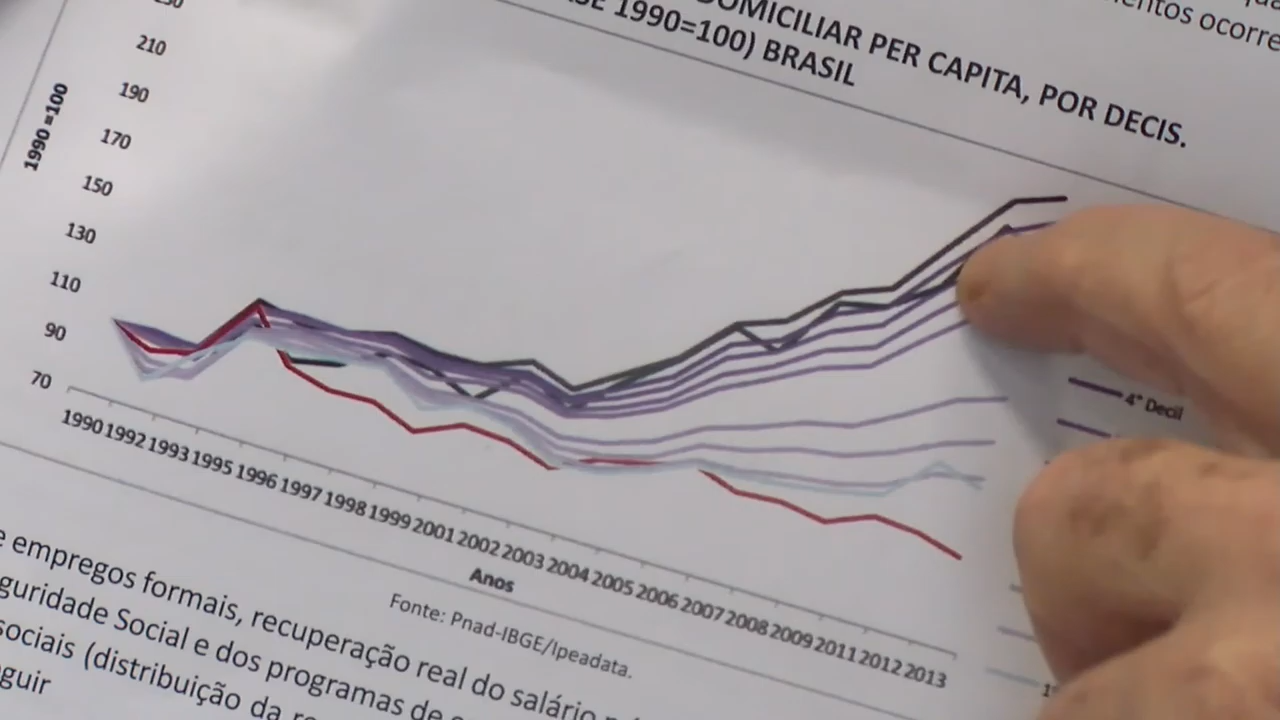 DOMICILIAR PER CAPITA, POR DECIS.
1990=100) BRASIL
ocorre
210
190
170
150
130
110
90
70
1990 =100
1990 1992 1993 1995 1996 1997 1998 1999 2001 2002 2003 2004 2005 2006 2007 2008 2009 2011 2012 2013
Anos
4° Decil
Fonte: Pnad-IBGE/Ipeadata.
e empregos formais, recuperação real do salário
guridade Social e dos programas de
sociais (distribuição da
guir